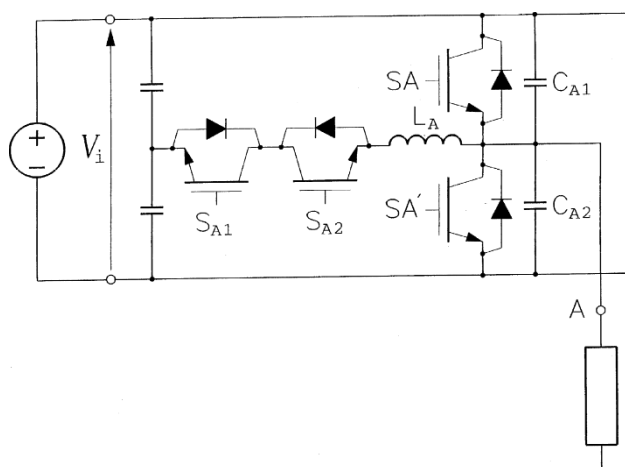 SA
C_A1
L_A
+
−
V_i
SA′
C_A2
S_A1
S_A2
A